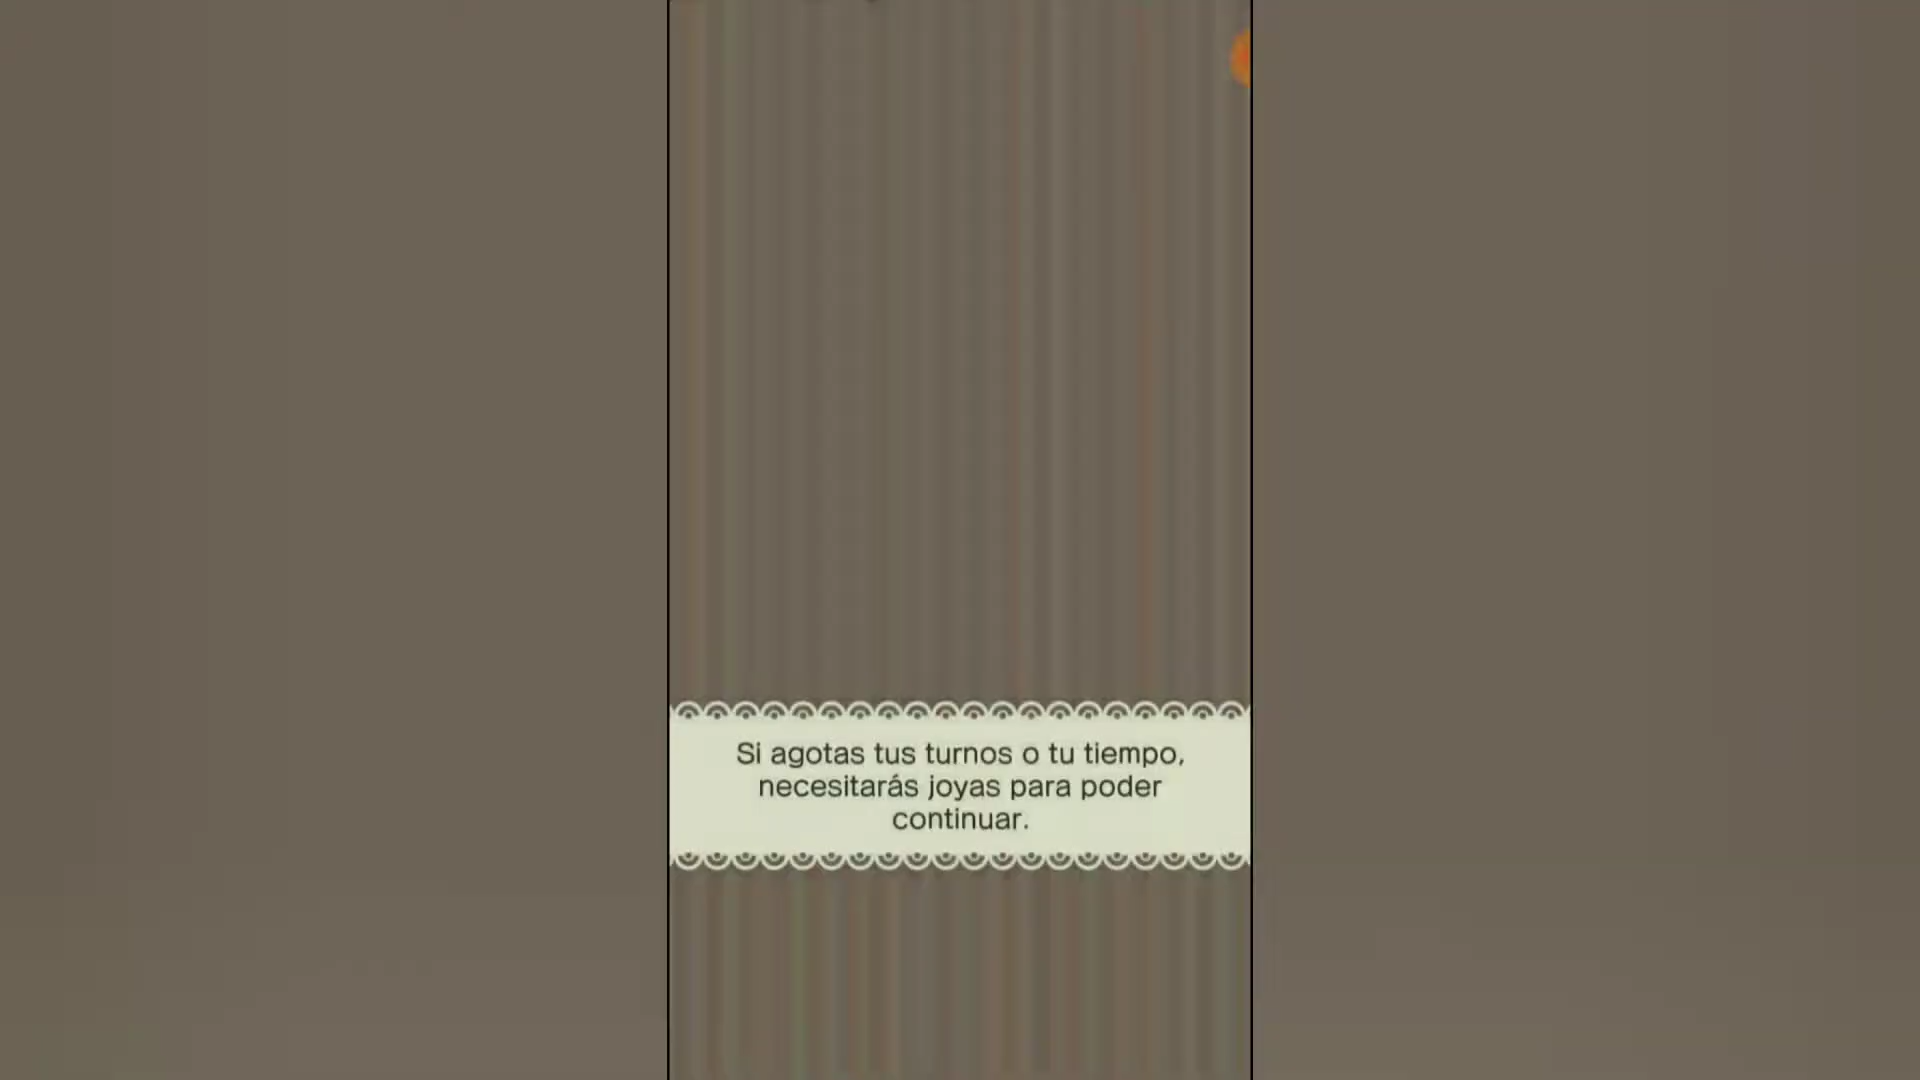 Si agotas tus turnos o tu tiempo,
necesitarás joyas para poder
continuar.